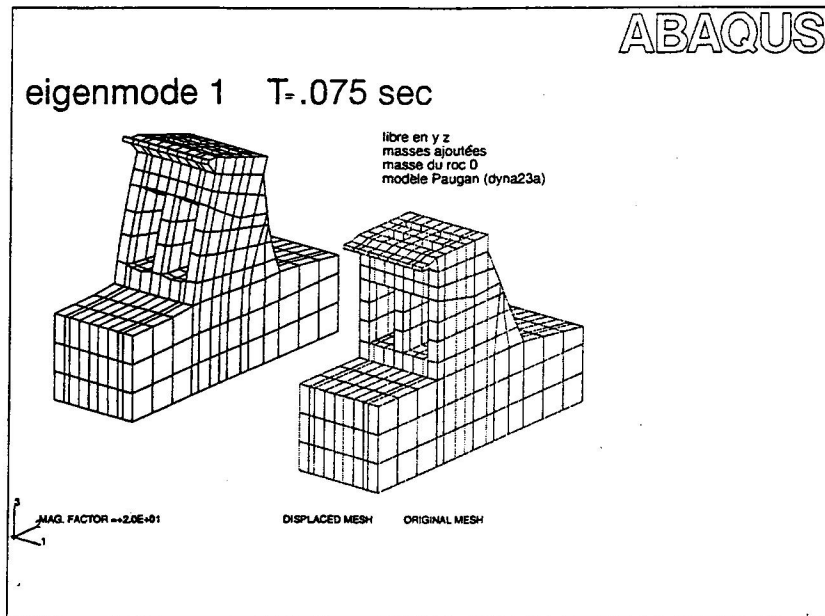 ABAQUS
eigenmode 1 T=.075 sec
libre en y z
masses ajoutées
masse du roc 0
modèle Paugan (dyna23a)
3
2
1
MAG. FACTOR =+2.0E+01
DISPLACED MESH ORIGINAL MESH